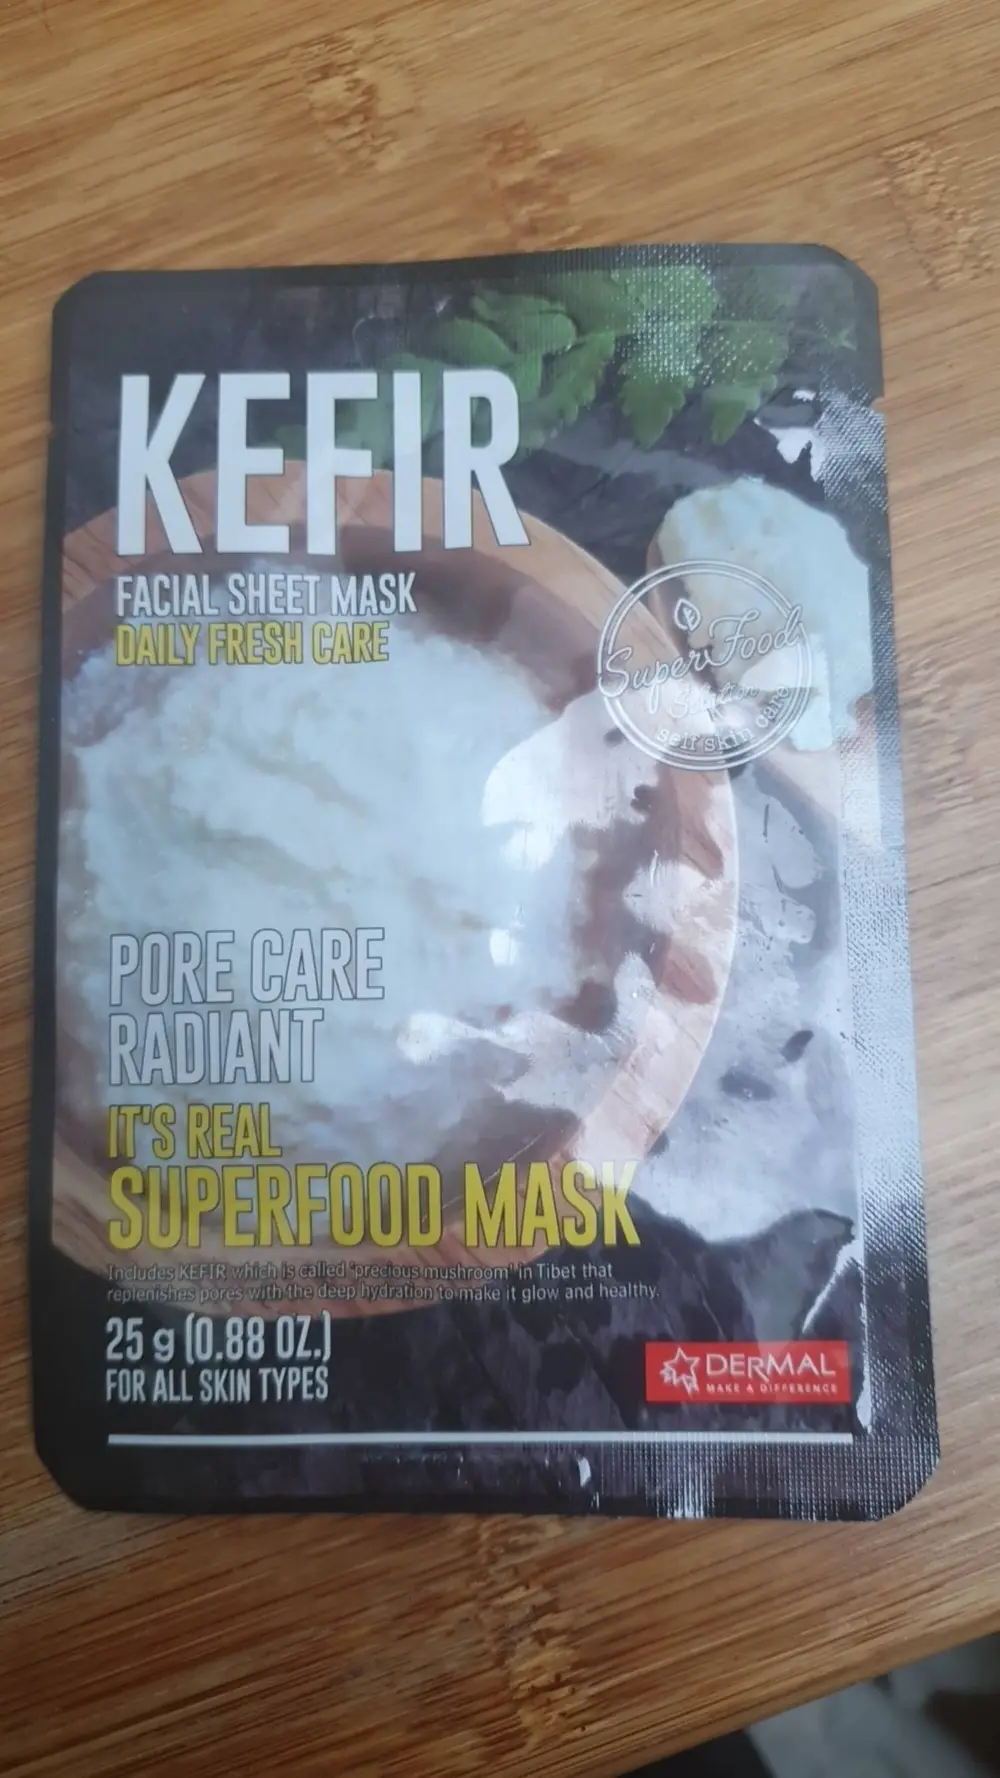 KEFIR
FACIAL SHEET MASK
DAILY FRESH CARE
SuperFood
Solution
self skin care
PORE CARE
RADIANT
IT'S REAL
SUPERFOOD MASK
Includes KEFIR which is called 'precious mushroom' in Tibet that
replenishes pores with the deep hydration to make it glow and healthy.
25 g (0.88 OZ.)
FOR ALL SKIN TYPES
DERMAL
MAKE A DIFFERENCE